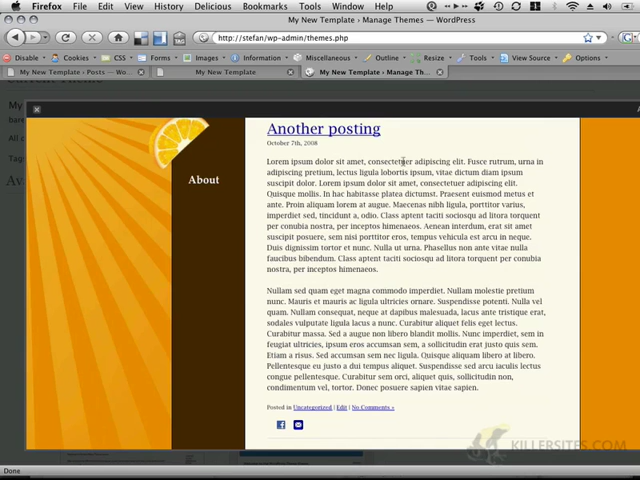 Firefox File Edit View History Delicious Bookmarks Tools Window Help
My New Template › Manage Themes — WordPress
http://stefan/wp-admin/themes.php
Disable Cookies CSS Forms Images Information Miscellaneous Outline Resize Tools View Source Options
My New Template › Posts — Wo... My New Template My New Template › Manage Th...
My
bare
All c
Tags
Av
Another posting
October 7th, 2008
About
Lorem ipsum dolor sit amet, consectetuer adipiscing elit. Fusce rutrum, urna in
adipiscing pretium, lectus ligula lobortis ipsum, vitae dictum diam ipsum
suscipit dolor. Lorem ipsum dolor sit amet, consectetuer adipiscing elit.
Quisque mollis. In hac habitasse platea dictumst. Praesent euismod metus et
ante. Proin aliquam lorem at augue. Maecenas nibh ligula, porttitor varius,
imperdiet sed, tincidunt a, odio. Class aptent taciti sociosqu ad litora torquent
per conubia nostra, per inceptos himenaeos. Aenean interdum, erat sit amet
suscipit posuere, sem nisi porttitor eros, tempus vehicula est arcu in neque.
Duis dignissim tortor et nunc. Nulla ut urna. Phasellus non ante vitae nulla
faucibus bibendum. Class aptent taciti sociosqu ad litora torquent per conubia
nostra, per inceptos himenaeos.
Nullam sed quam eget magna commodo imperdiet. Nullam molestie pretium
nunc. Mauris et mauris ac ligula ultricies ornare. Suspendisse potenti. Nulla vel
quam. Nullam consequat, neque at dapibus malesuada, lacus ante tristique erat,
sodales vulputate ligula lacus a nunc. Curabitur aliquet felis eget lectus.
Curabitur massa. Sed a augue non libero blandit mollis. Nunc imperdiet, sem in
feugiat ultricies, ipsum eros accumsan sem, a sollicitudin erat justo quis sem.
Etiam a risus. Sed accumsan sem nec ligula. Quisque aliquam libero at libero.
Pellentesque eu justo a dui tempus aliquet. Suspendisse sed arcu iaculis lectus
congue pellentesque. Curabitur sem orci, aliquet quis, sollicitudin non,
condimentum vel, tortor. Donec posuere sapien vitae sapien.
Posted in Uncategorized | Edit | No Comments »
KILLERSITES.COM
Done